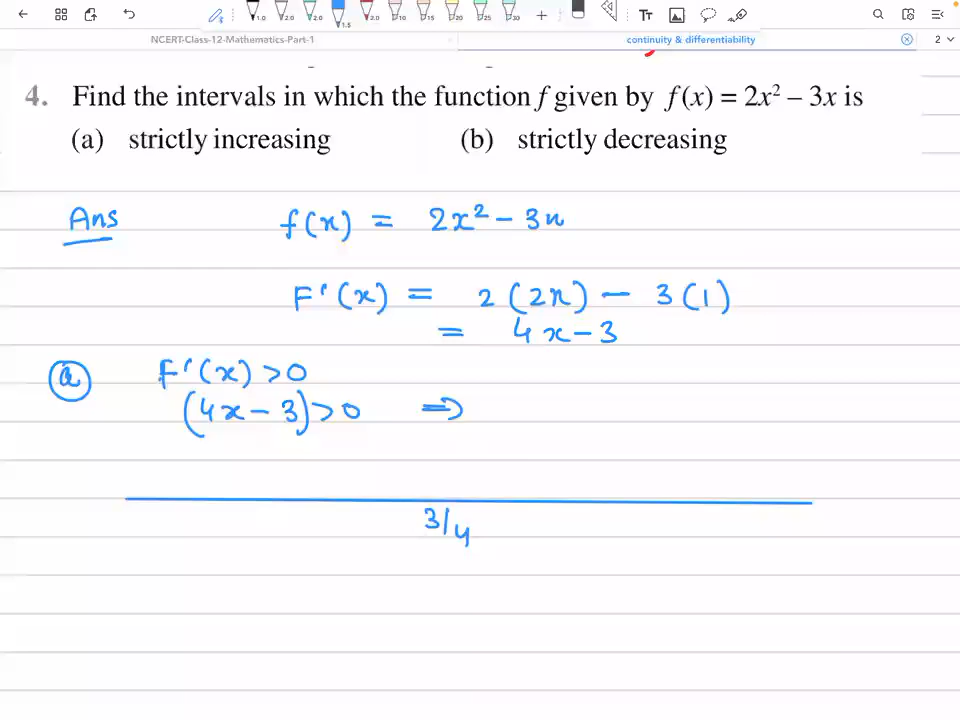 NCERT-Class-12-Mathematics-Part-1
continuity & differentiability
2
4. Find the intervals in which the function f given by f(x) = 2x² – 3x is
(a) strictly increasing (b) strictly decreasing
Ans f(x) = 2x² - 3x
F'(x) = 2(2x) - 3(1)
= 4x-3
(a) F'(x) >0
(4x-3)>0 ⇒
3/4